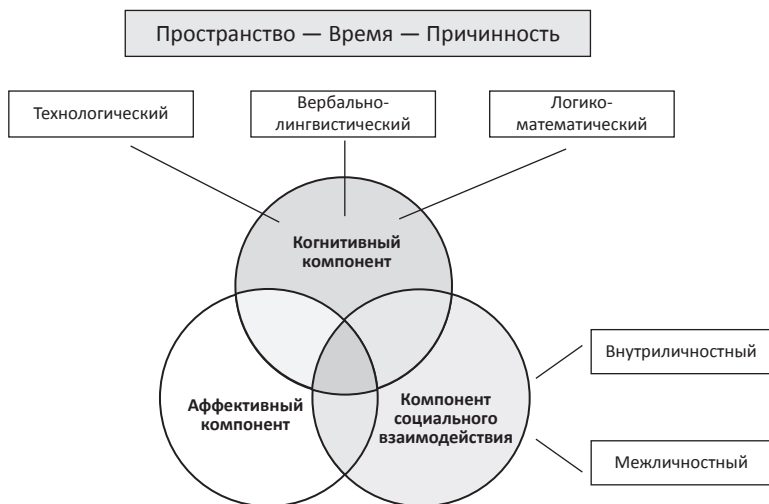 Пространство — Время — Причинность
Технологический
Вербально-
лингвистический
Логико-
математический
Когнитивный
компонент
Аффективный
компонент
Компонент
социального
взаимодействия
Внутриличностный
Межличностный